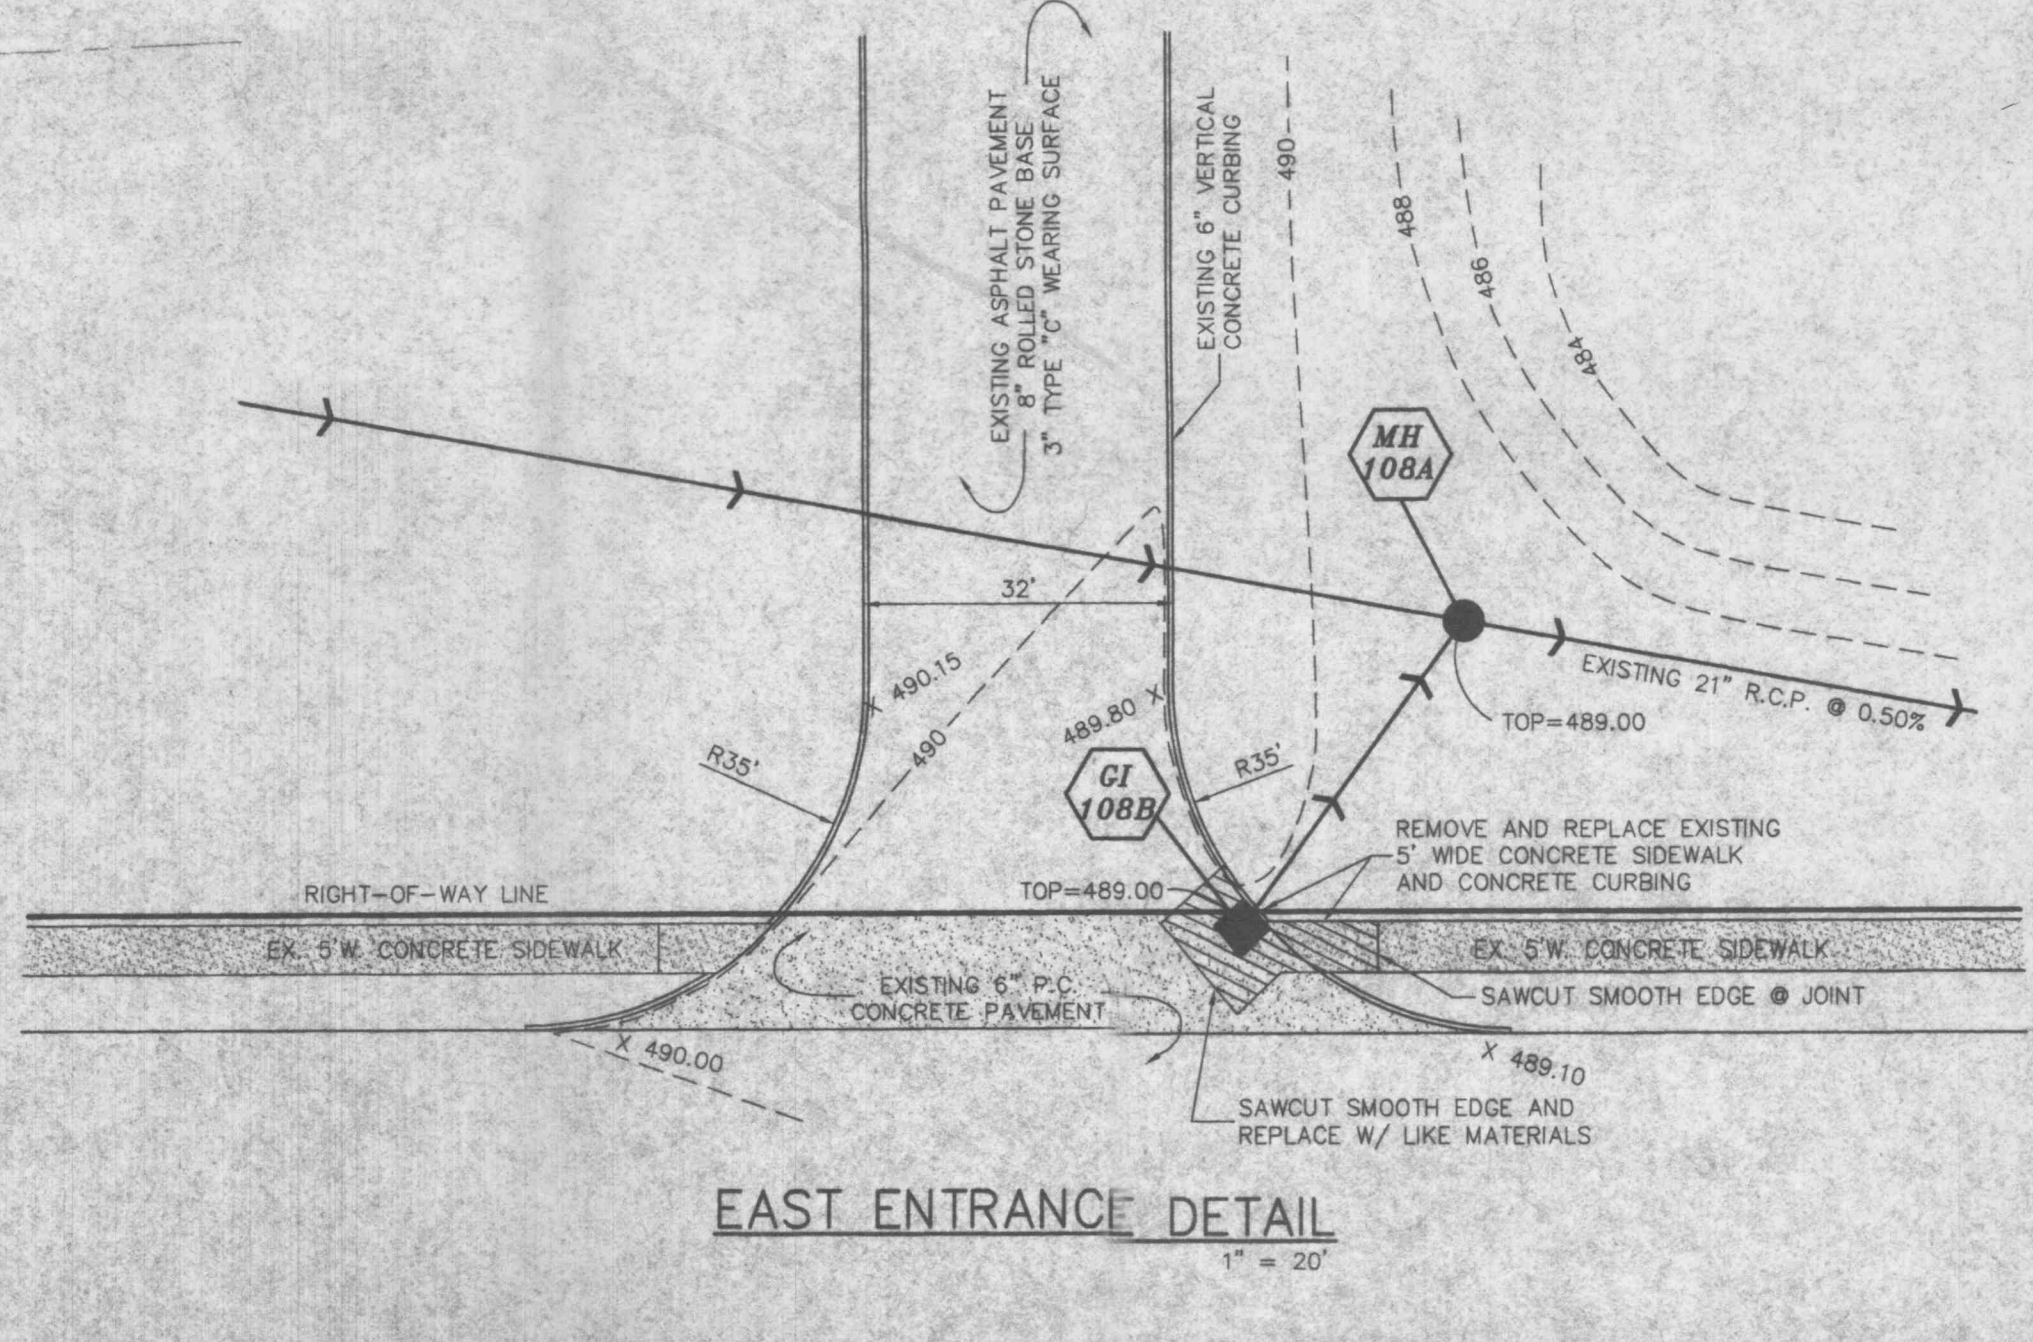 EXISTING ASPHALT PAVEMENT
8" ROLLED STONE BASE
3" TYPE "C" WEARING SURFACE
EXISTING 6" VERTICAL
CONCRETE CURBING
490
488
486
484
MH
108A
32'
490.15
490
489.80
EXISTING 21" R.C.P. @ 0.50%
TOP=489.00
R35'
R35'
GI
108B
REMOVE AND REPLACE EXISTING
5' WIDE CONCRETE SIDEWALK
AND CONCRETE CURBING
RIGHT-OF-WAY LINE
TOP=489.00
EX. 5'W. CONCRETE SIDEWALK
EX. 5'W. CONCRETE SIDEWALK
EXISTING 6" P.C.
CONCRETE PAVEMENT
SAWCUT SMOOTH EDGE @ JOINT
X 490.00
X 489.10
SAWCUT SMOOTH EDGE AND
REPLACE W/ LIKE MATERIALS
EAST ENTRANCE DETAIL
1" = 20'